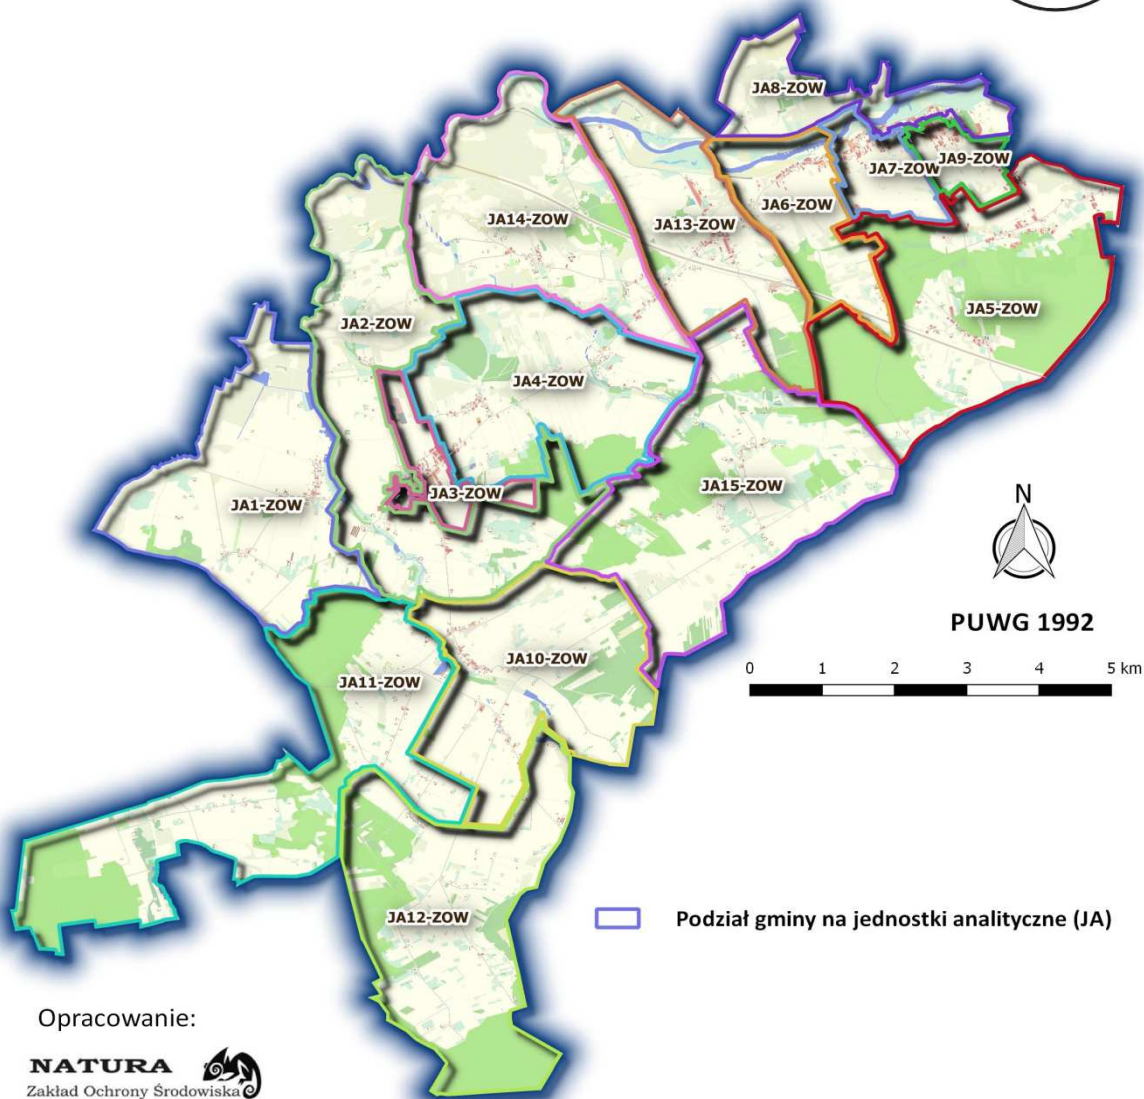 JA8-ZOW
JA9-ZOW
JA7-ZOW
JA6-ZOW
JA14-ZOW
JA13-ZOW
JA5-ZOW
JA2-ZOW
JA4-ZOW
JA15-ZOW
JA3-ZOW
JA1-ZOW
N
PUWG 1992
JA10-ZOW
0 1 2 3 4 5 km
JA11-ZOW
JA12-ZOW
Podział gminy na jednostki analityczne (JA)
Opracowanie:
NATURA
Zakład Ochrony Środowiska